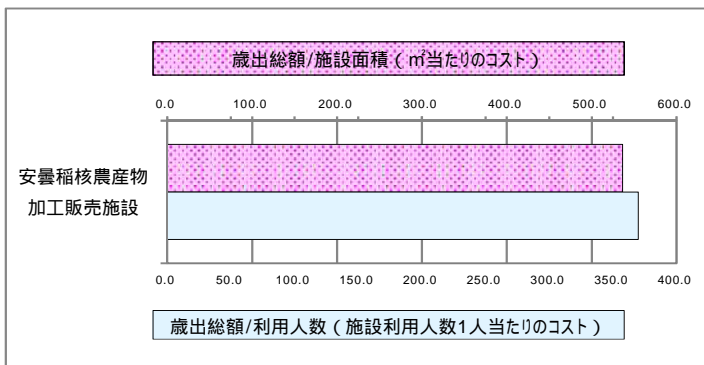 歳出総額/施設面積（㎡当たりのコスト）
0.0 100.0 200.0 300.0 400.0 500.0 600.0
安曇稲核農産物
加工販売施設
0.0 50.0 100.0 150.0 200.0 250.0 300.0 350.0 400.0
歳出総額/利用人数（施設利用人数1人当たりのコスト）